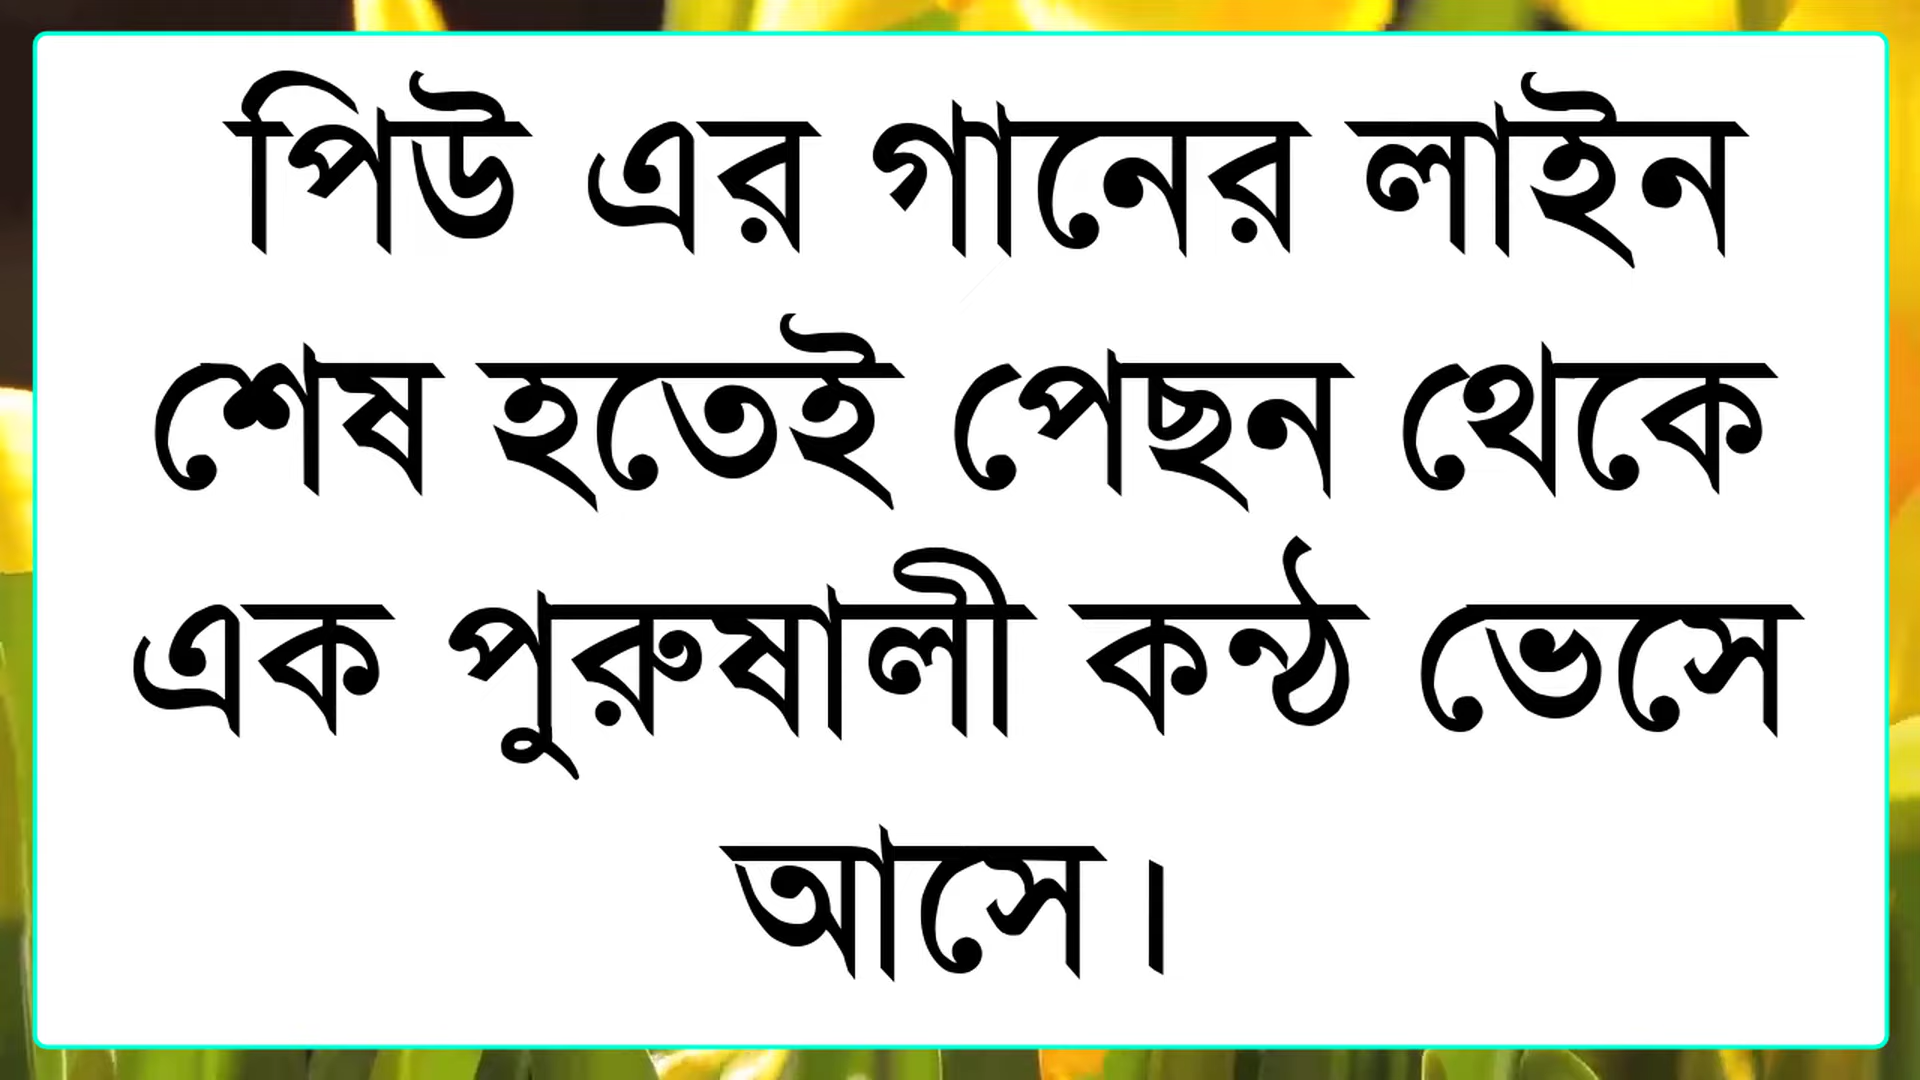 পিউ এর গানের লাইন
শেষ হতেই পেছন থেকে
এক পুরুষালী কন্ঠ ভেসে
আসে।